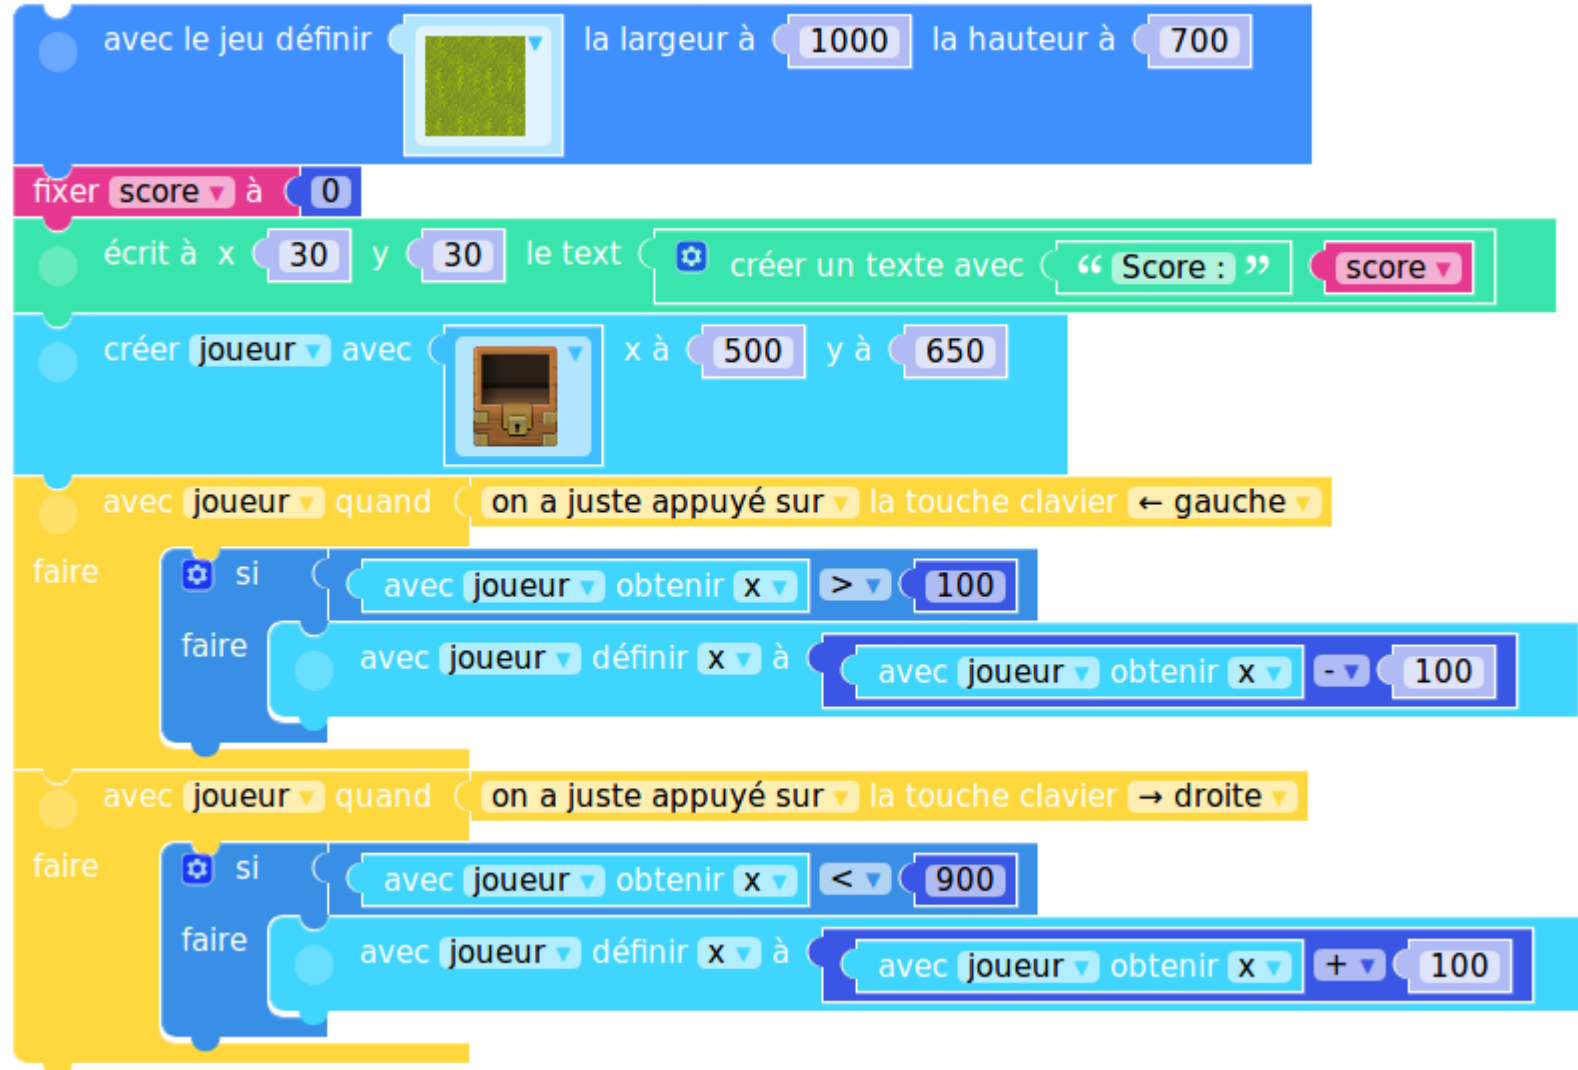 avec le jeu définir la largeur à 1000 la hauteur à 700
fixer score à 0
écrit à x 30 y 30 le text créer un texte avec “ Score : ” score
créer joueur avec x à 500 y à 650
avec joueur quand on a juste appuyé sur la touche clavier ← gauche
faire si avec joueur obtenir x > 100
faire avec joueur définir x à avec joueur obtenir x - 100
avec joueur quand on a juste appuyé sur la touche clavier → droite
faire si avec joueur obtenir x < 900
faire avec joueur définir x à avec joueur obtenir x + 100